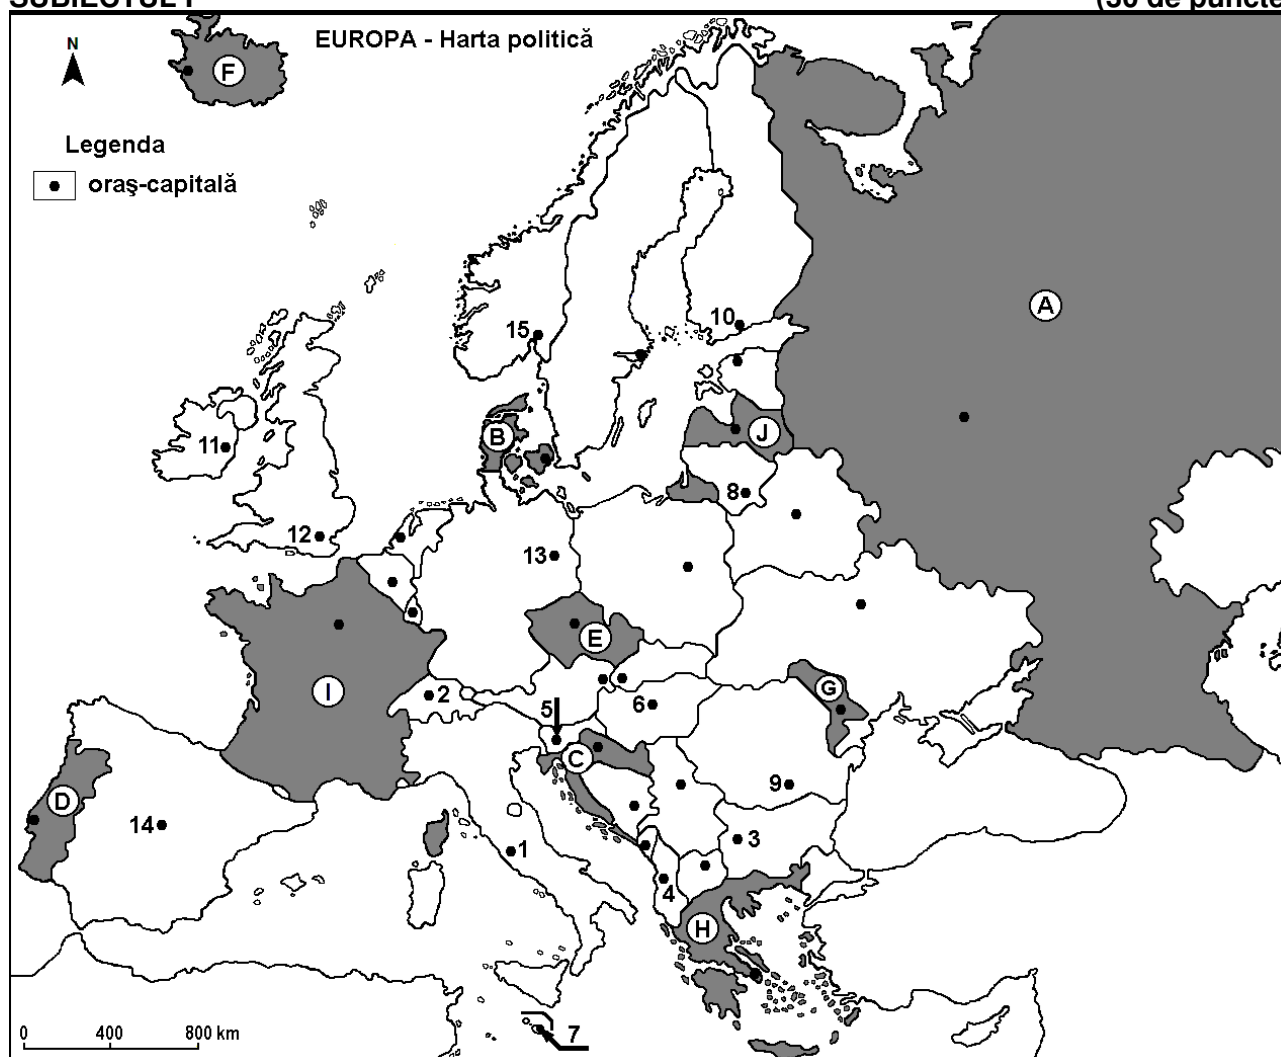 SUBIECTUL I (30 de puncte
EUROPA - Harta politică
N
F
Legenda
oraş-capitală
A
10
15
B
J
11
8
12
13
E
I
G
2
6
5
C
D
9
14
3
1
4
H
0 400 800 km
7